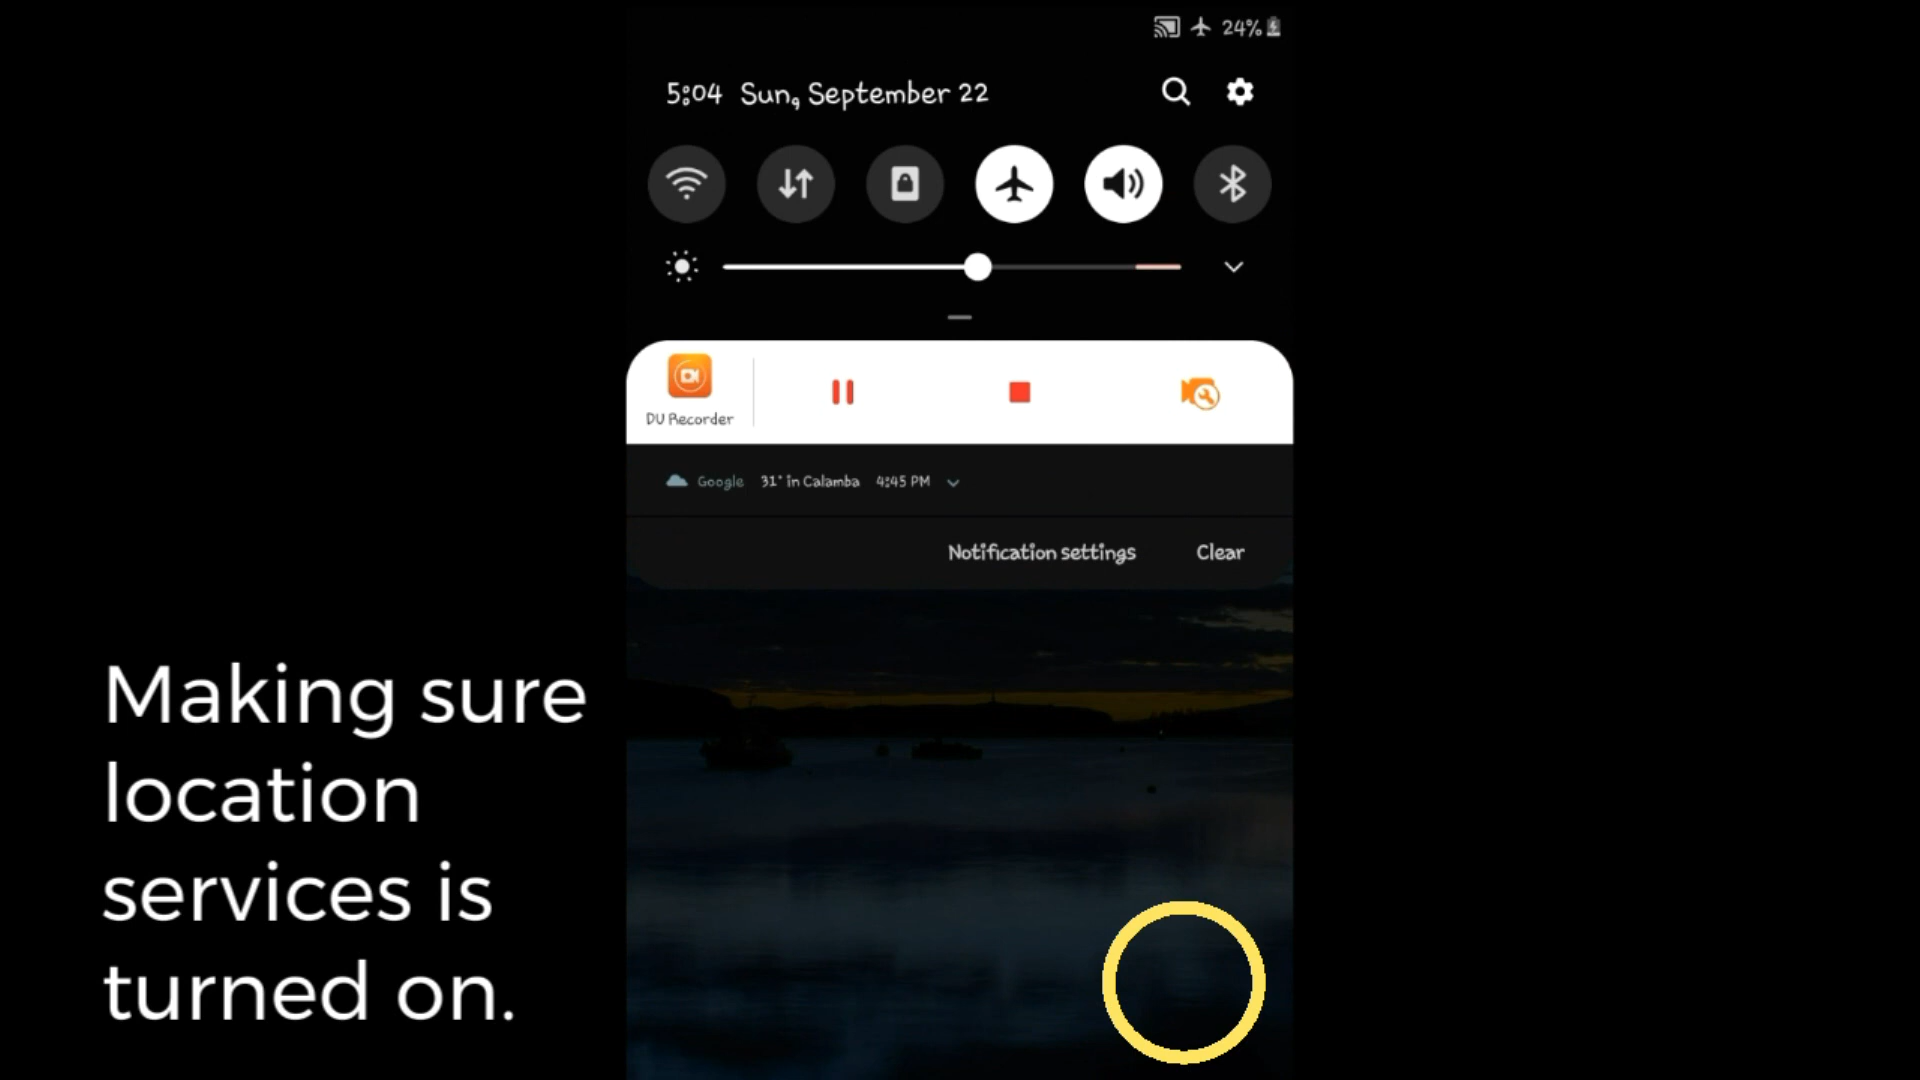 24%
5:04 Sun, September 22
DU Recorder
Google 31° in Calamba 4:45 PM
Notification settings Clear
Making sure
location
services is
turned on.